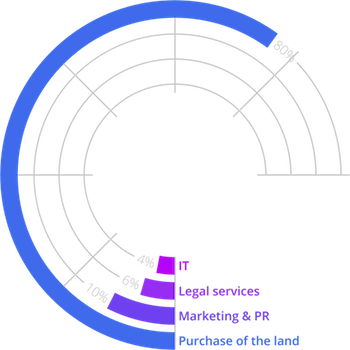 80%
4% IT
6% Legal services
10% Marketing & PR
Purchase of the land